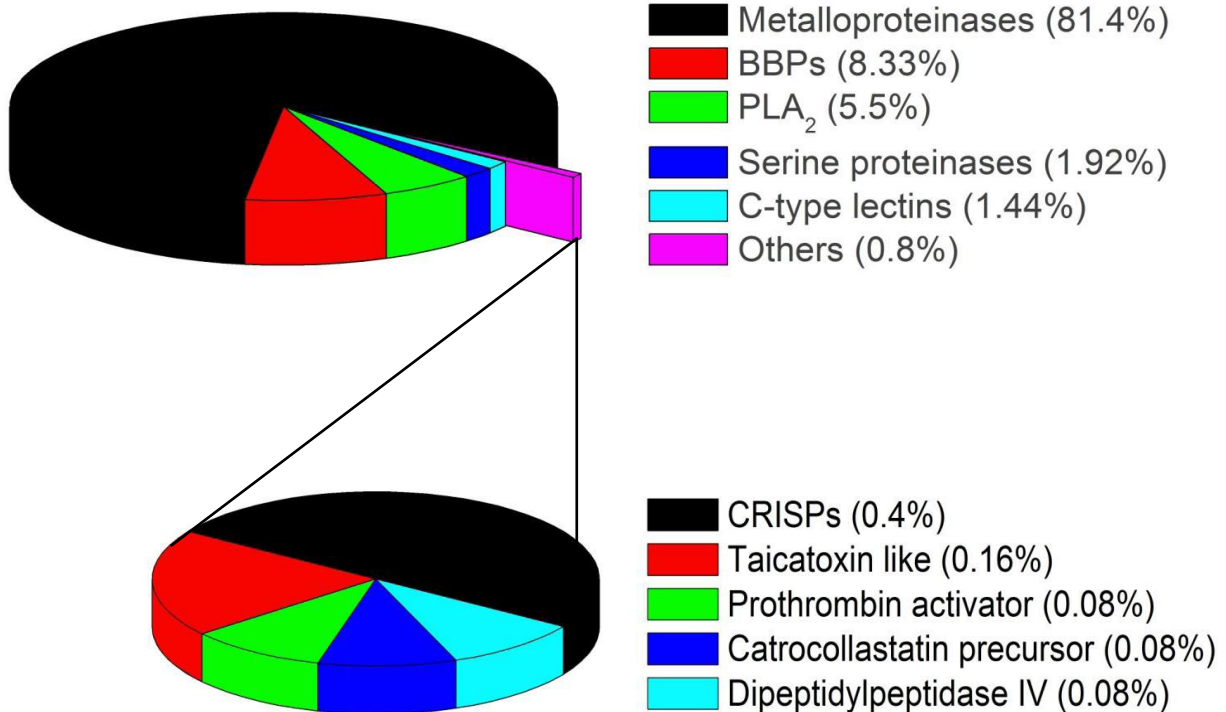 Metalloproteinases (81.4%)
BBPs (8.33%)
PLA₂ (5.5%)
Serine proteinases (1.92%)
C-type lectins (1.44%)
Others (0.8%)
CRISPs (0.4%)
Taicatoxin like (0.16%)
Prothrombin activator (0.08%)
Catrocollastatin precursor (0.08%)
Dipeptidylpeptidase IV (0.08%)